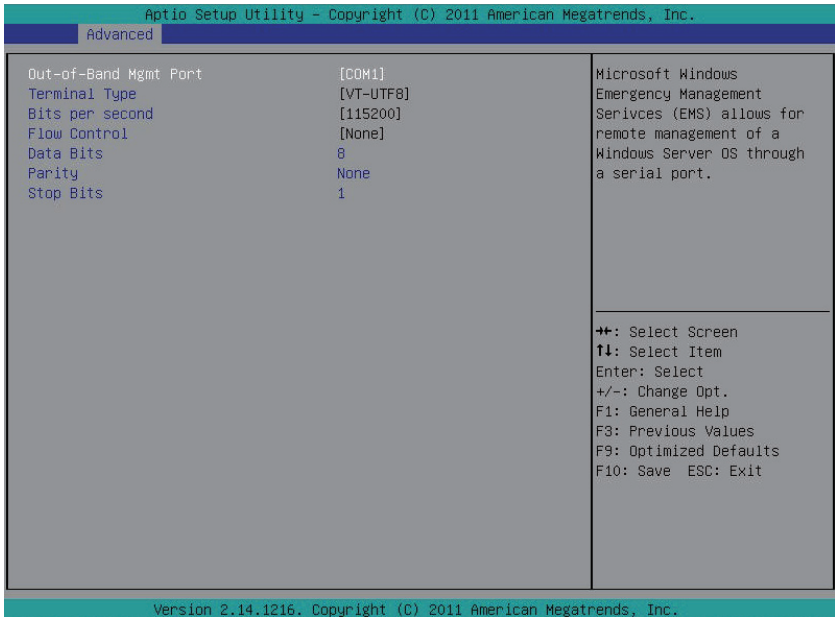 Aptio Setup Utility – Copyright (C) 2011 American Megatrends, Inc.
Advanced
Out-of-Band Mgmt Port [COM1]
Terminal Type [VT-UTF8]
Bits per second [115200]
Flow Control [None]
Data Bits 8
Parity None
Stop Bits 1
Microsoft Windows
Emergency Management
Serivces (EMS) allows for
remote management of a
Windows Server OS through
a serial port.
→←: Select Screen
↑↓: Select Item
Enter: Select
+/-: Change Opt.
F1: General Help
F3: Previous Values
F9: Optimized Defaults
F10: Save ESC: Exit
Version 2.14.1216. Copyright (C) 2011 American Megatrends, Inc.